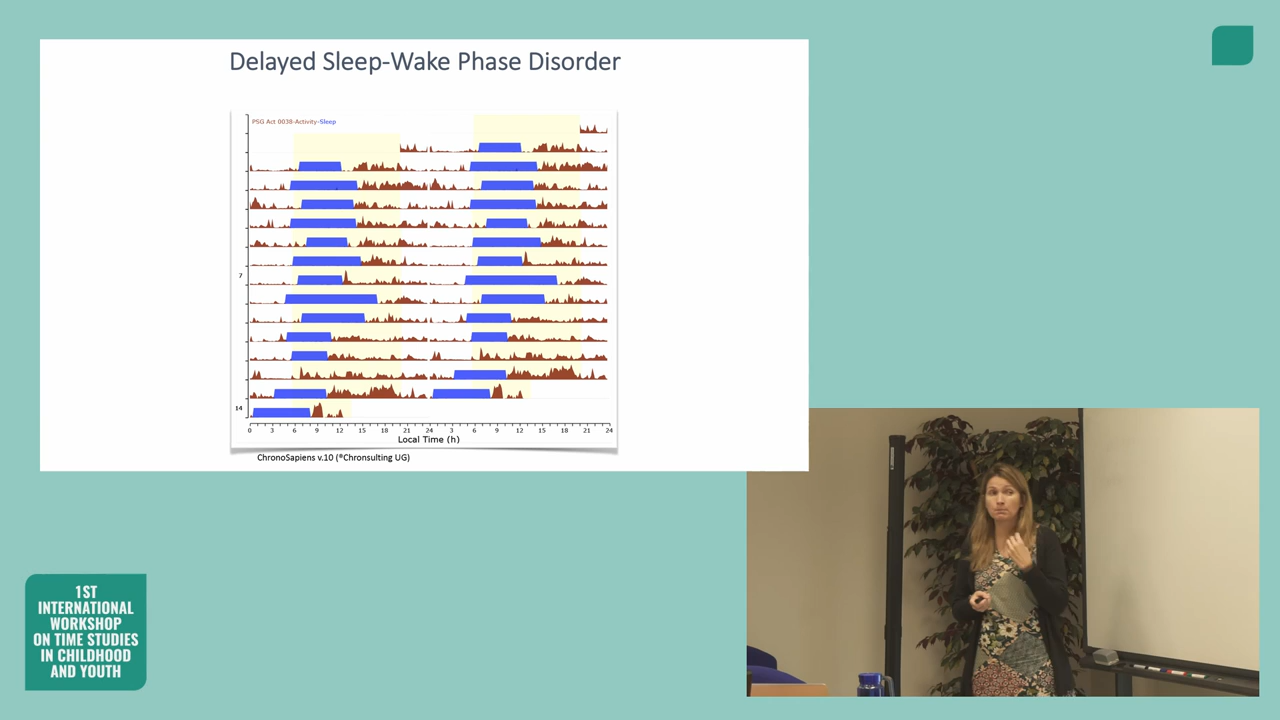 Delayed Sleep-Wake Phase Disorder
PSG Act 0038-Activity-Sleep
7
14
0 3 6 9 12 15 18 21 24 3 6 9 12 15 18 21 24
Local Time (h)
ChronoSapiens v.10 (®Chronsulting UG)
1ST
INTERNATIONAL
WORKSHOP
ON TIME STUDIES
IN CHILDHOOD
AND YOUTH